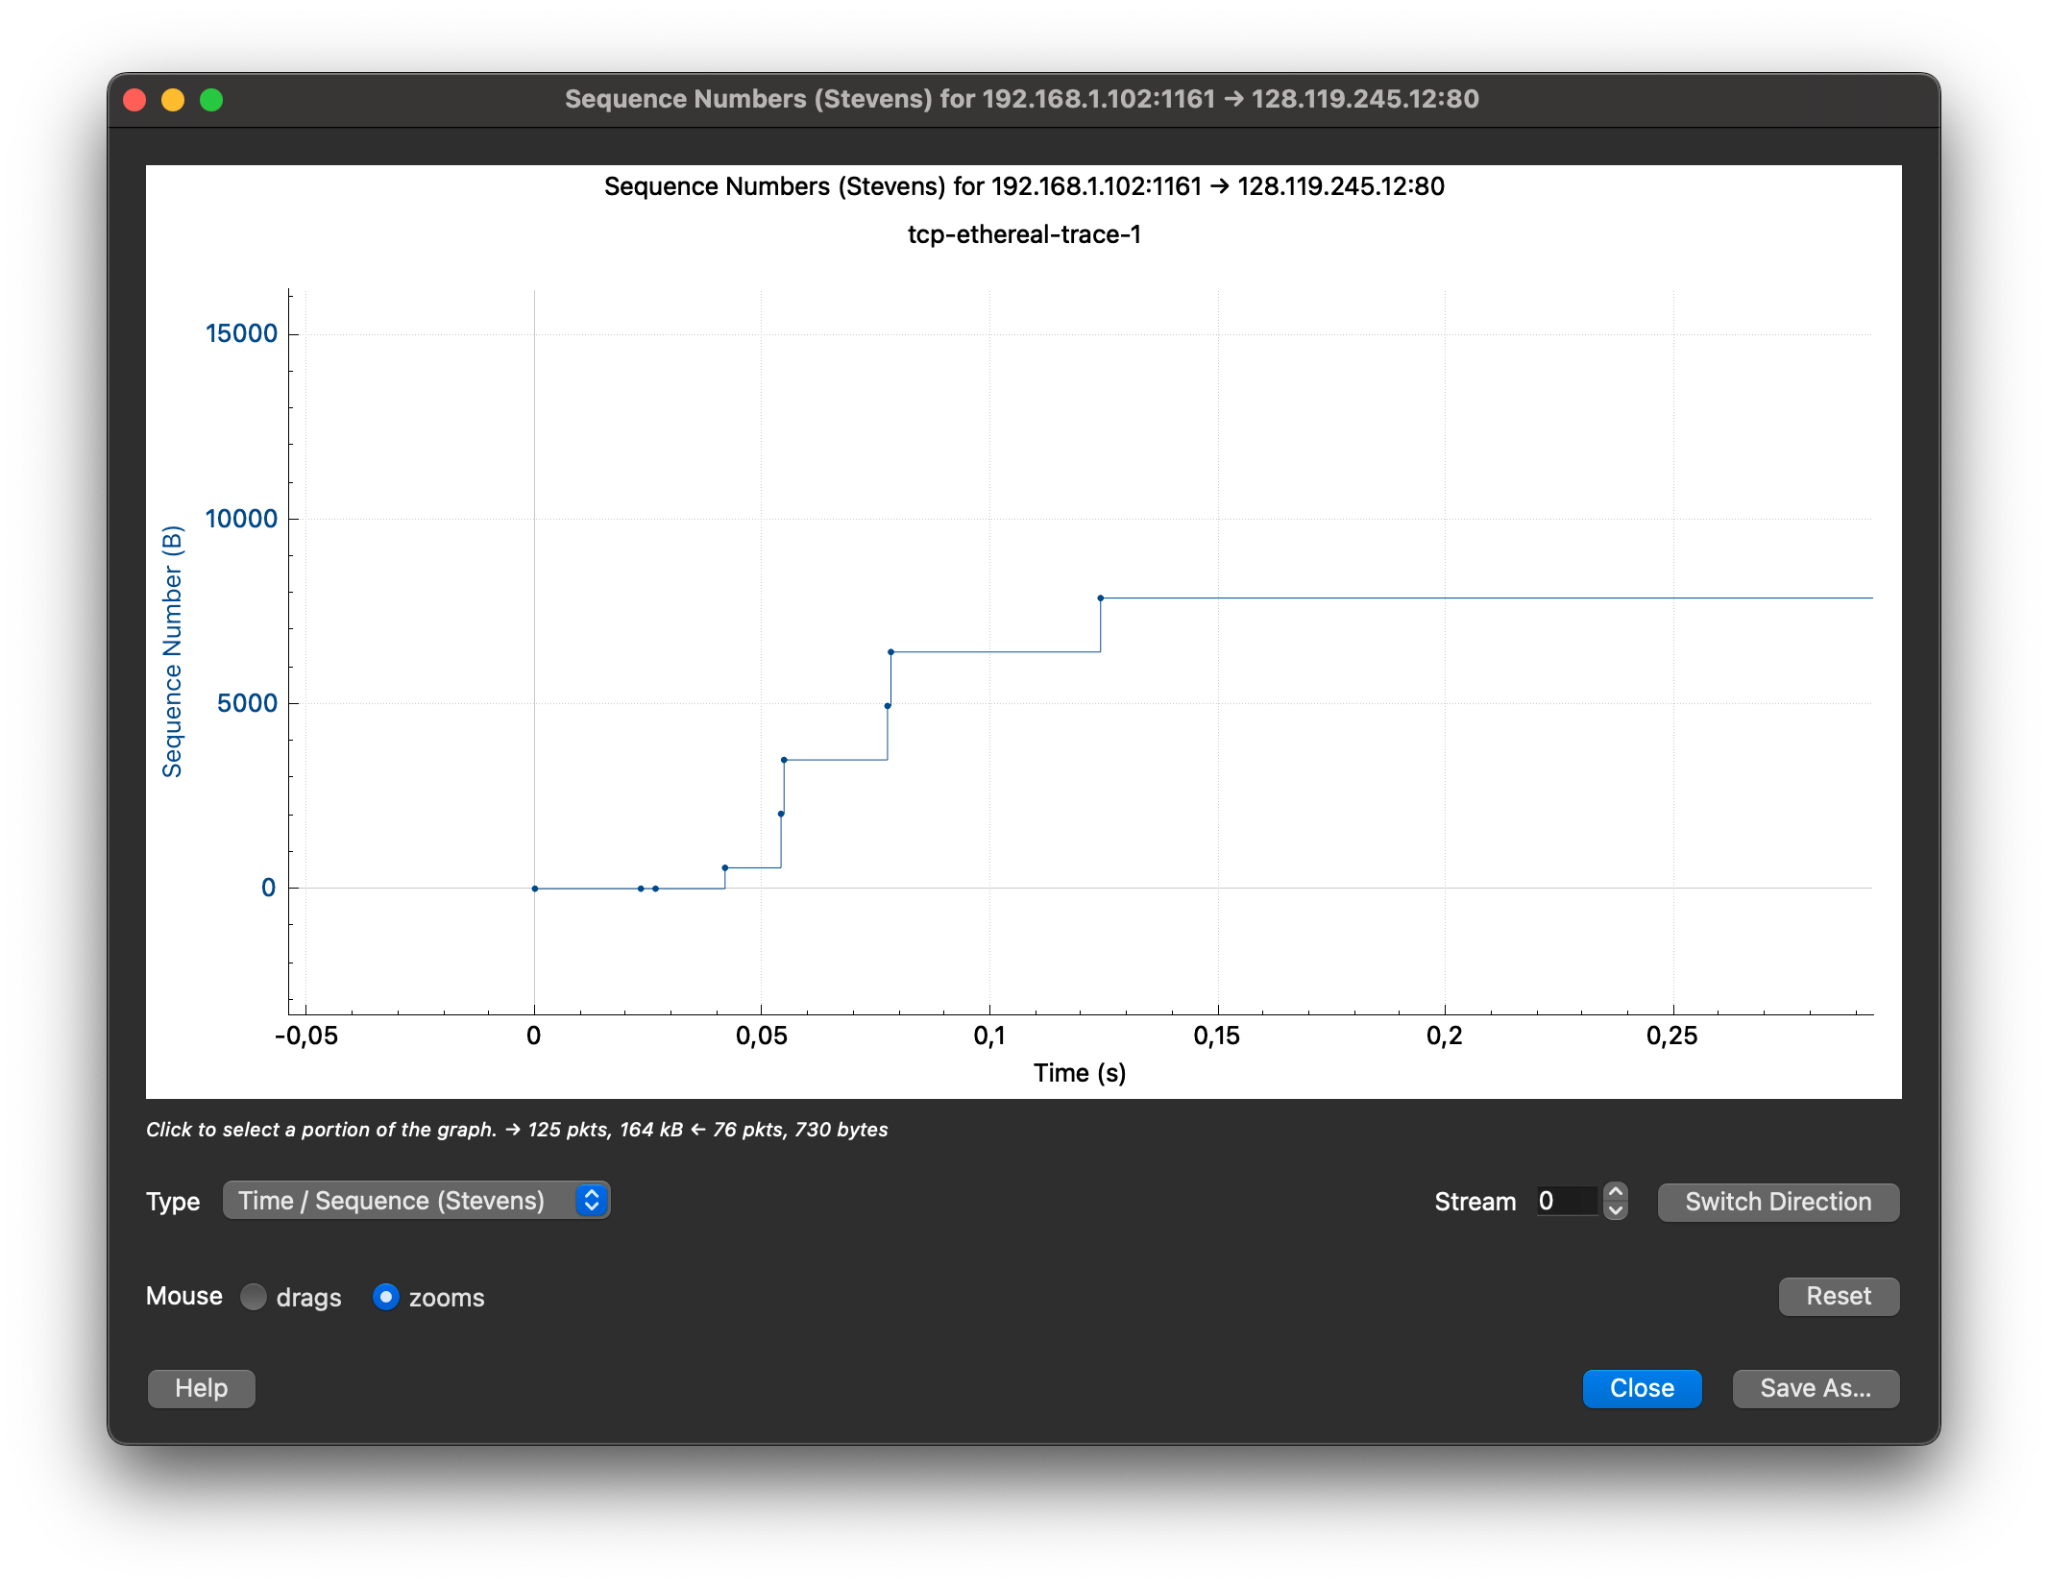 Sequence Numbers (Stevens) for 192.168.1.102:1161 → 128.119.245.12:80
Sequence Numbers (Stevens) for 192.168.1.102:1161 → 128.119.245.12:80
tcp-ethereal-trace-1
Sequence Number (B)
15000
10000
5000
0
-0,05 0 0,05 0,1 0,15 0,2 0,25
Time (s)
Click to select a portion of the graph. → 125 pkts, 164 kB ← 76 pkts, 730 bytes
Type Time / Sequence (Stevens) Stream 0 Switch Direction
Mouse drags zooms Reset
Help Close Save As...